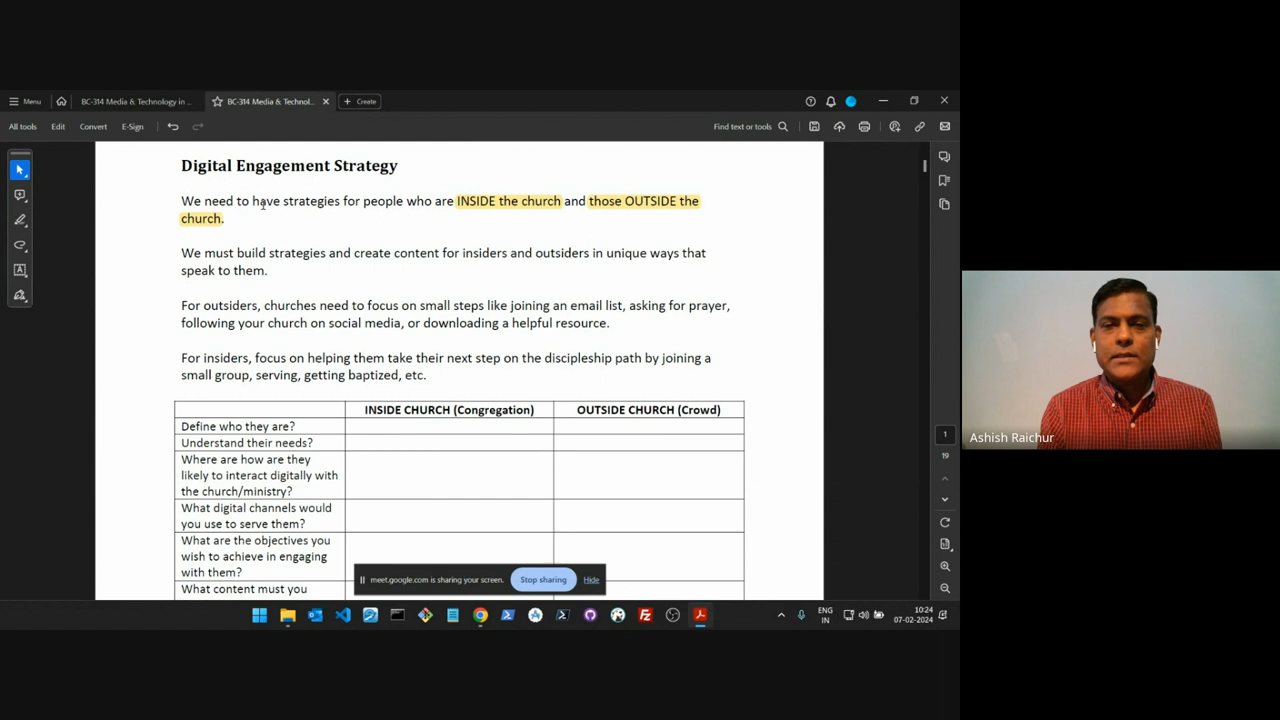 Menu
BC-314 Media & Technology in ...
BC-314 Media & Technol...
Create
All tools
Edit
Convert
E-Sign
Find text or tools
Digital Engagement Strategy
We need to have strategies for people who are INSIDE the church and those OUTSIDE the
church.
We must build strategies and create content for insiders and outsiders in unique ways that
speak to them.
For outsiders, churches need to focus on small steps like joining an email list, asking for prayer,
following your church on social media, or downloading a helpful resource.
For insiders, focus on helping them take their next step on the discipleship path by joining a
small group, serving, getting baptized, etc.
INSIDE CHURCH (Congregation)
OUTSIDE CHURCH (Crowd)
Define who they are?
Understand their needs?
Where are how are they
likely to interact digitally with
the church/ministry?
What digital channels would
you use to serve them?
What are the objectives you
wish to achieve in engaging
with them?
What content must you
1
19
meet.google.com is sharing your screen.
Stop sharing
Hide
ENG
IN
10:24
07-02-2024
Ashish Raichur